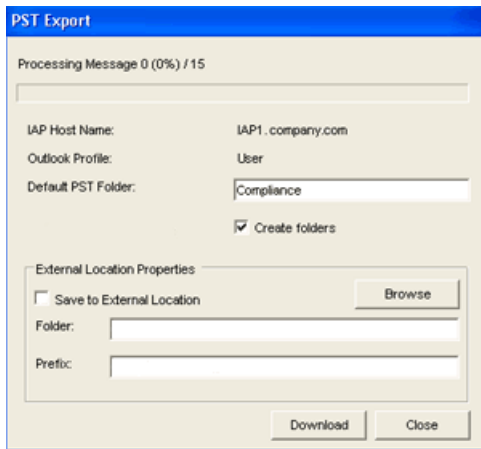 PST Export
Processing Message 0 (0%) / 15
IAP Host Name: IAP1.company.com
Outlook Profile: User
Default PST Folder: Compliance
Create folders
External Location Properties
Save to External Location Browse
Folder:
Prefix:
Download Close